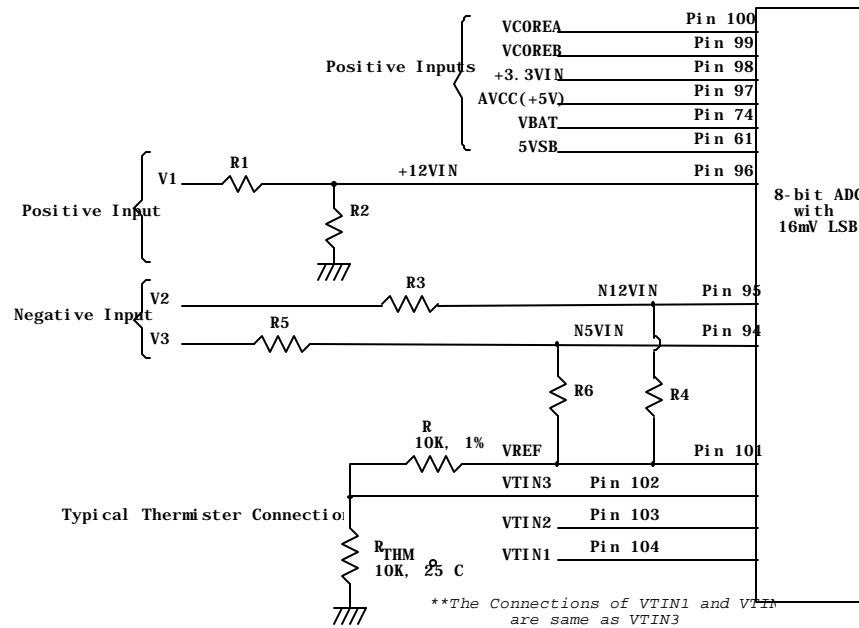 VCOREA Pin 100
VCOREB Pin 99
Positive Inputs
+3.3VIN Pin 98
AVCC(+5V) Pin 97
VBAT Pin 74
5VSB Pin 61
R1
V1 +12VIN Pin 96
8-bit ADC
with
16mV LSB
Positive Input
R2
R3
V2 N12VIN Pin 95
Negative Input
R5
V3 N5VIN Pin 94
R6 R4
R
10K, 1%
VREF Pin 101
VTIN3 Pin 102
Typical Thermister Connection
VTIN2 Pin 103
RTHM
10K, 25°C
VTIN1 Pin 104
**The Connections of VTIN1 and
are same as VTIN3